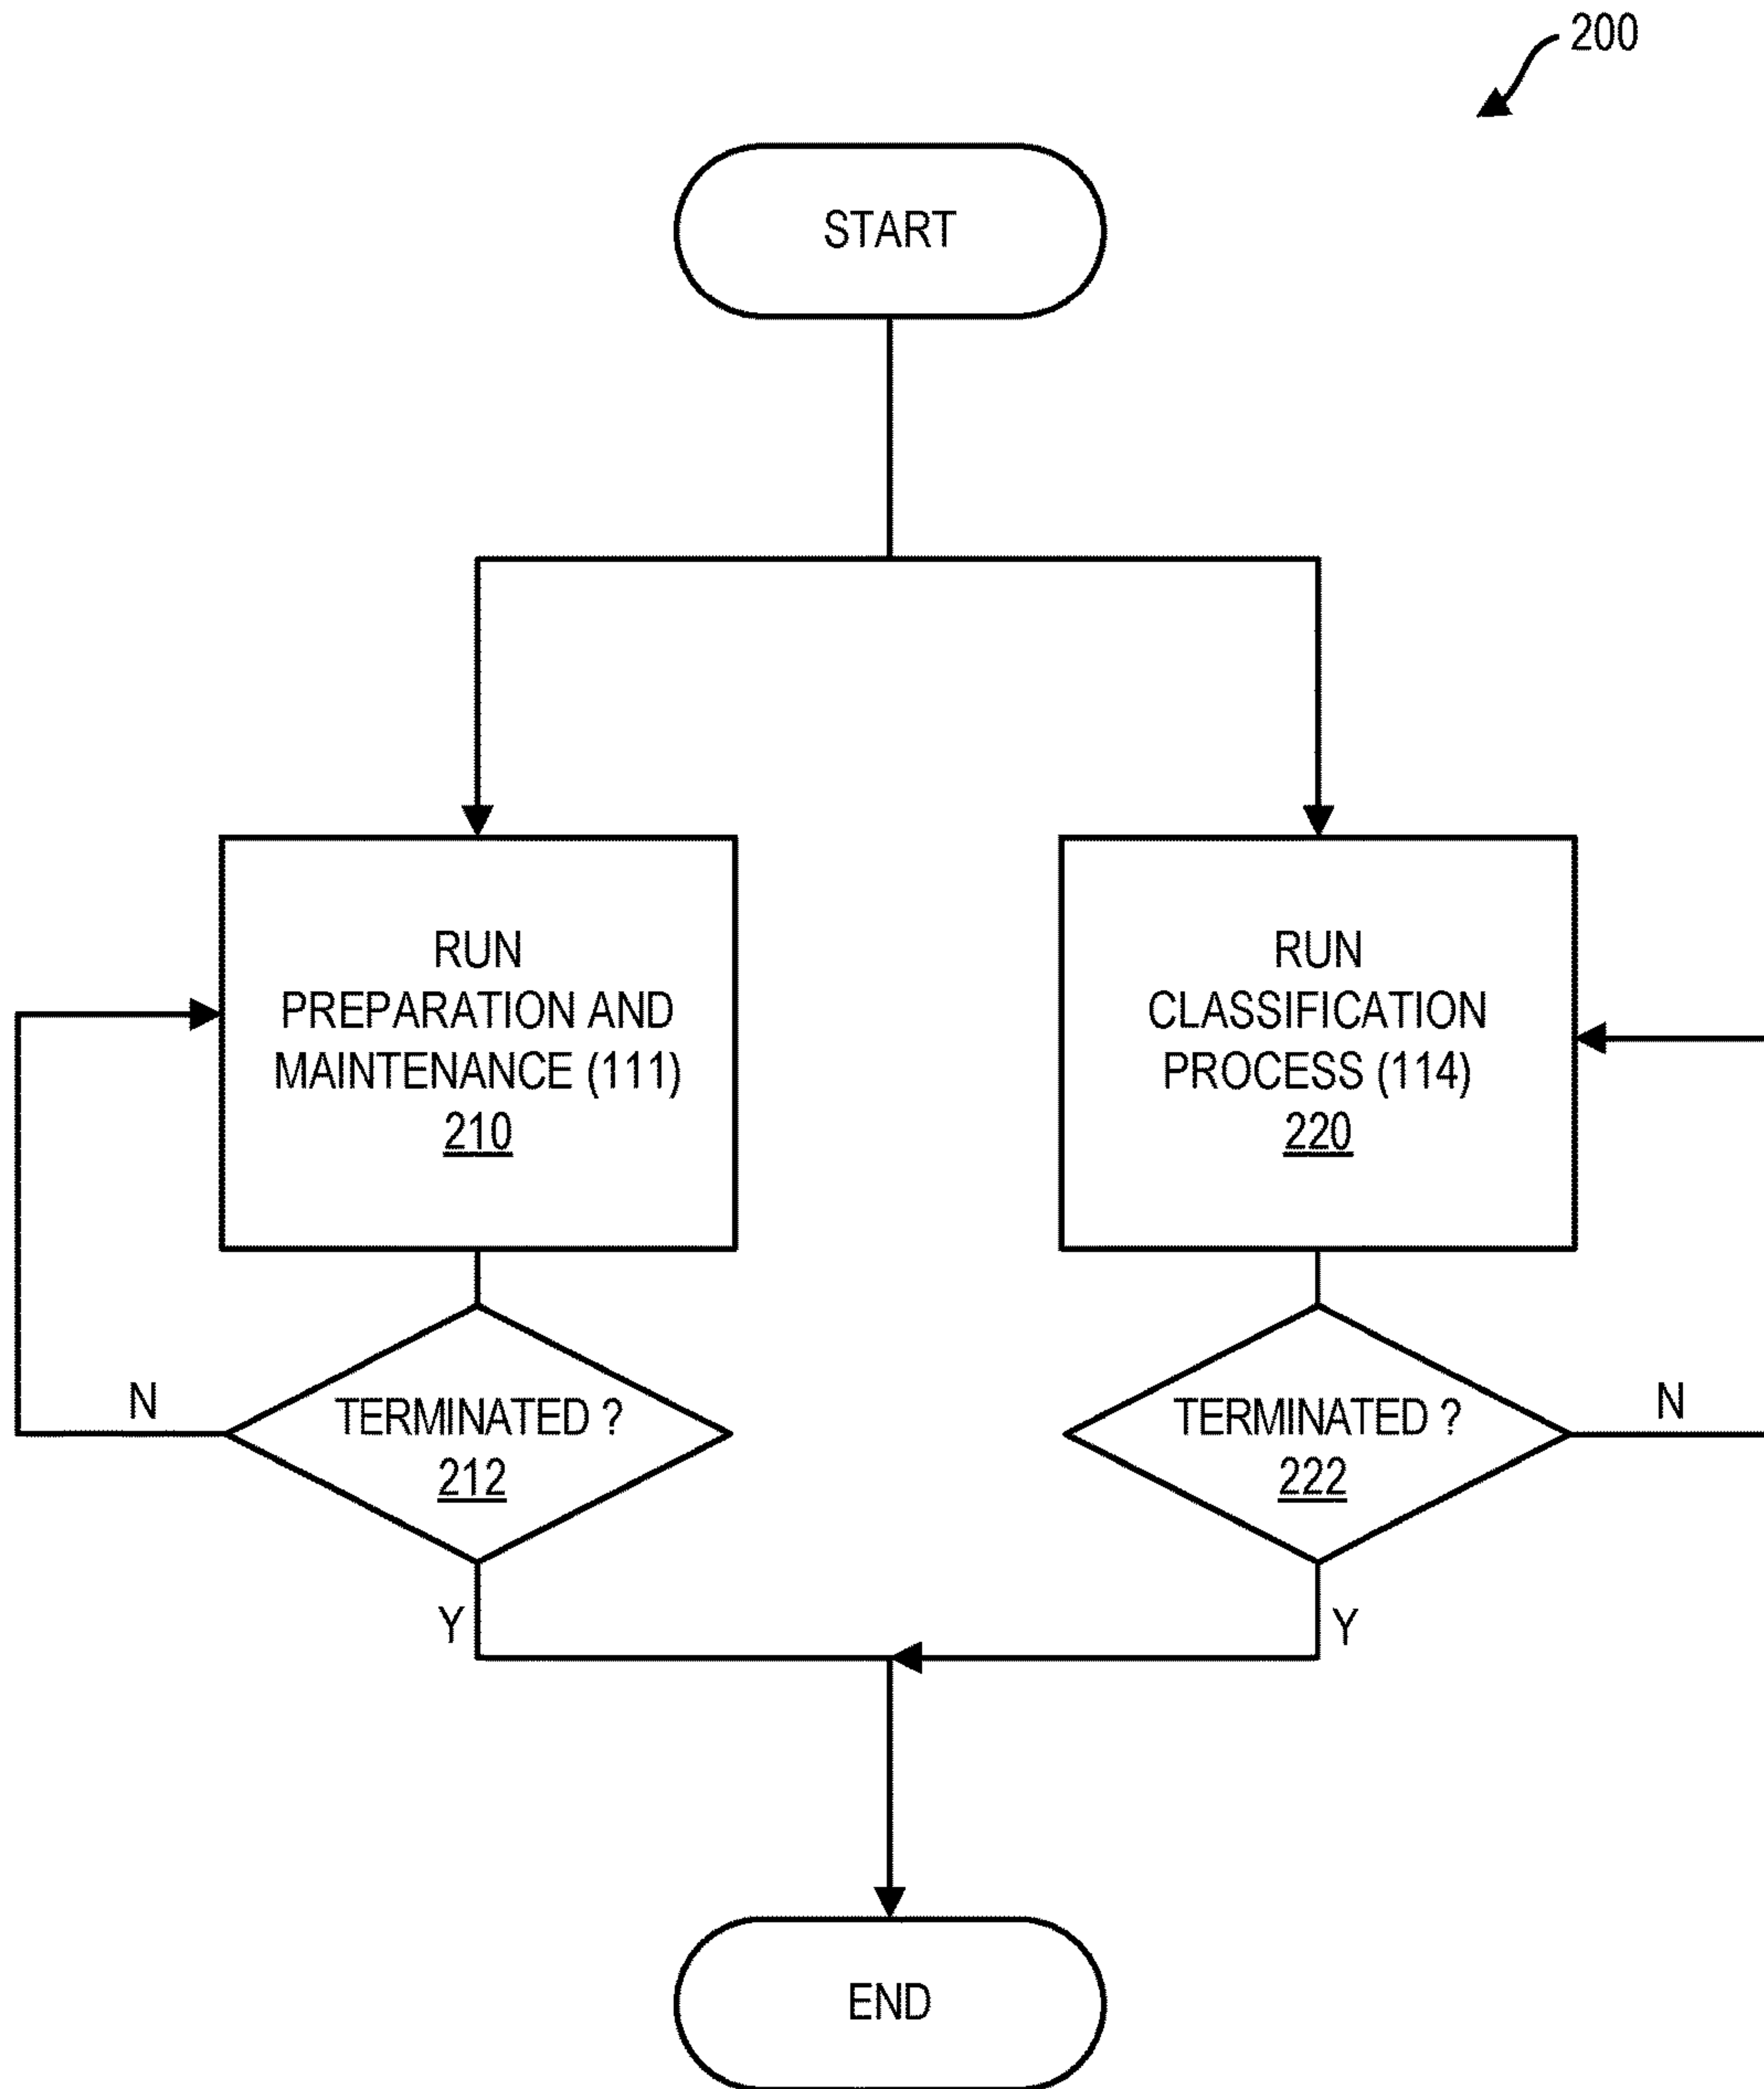 200
START
RUN
PREPARATION AND
MAINTENANCE (111)
210
RUN
CLASSIFICATION
PROCESS (114)
220
N
TERMINATED ?
212
TERMINATED ?
222
N
Y
Y
END